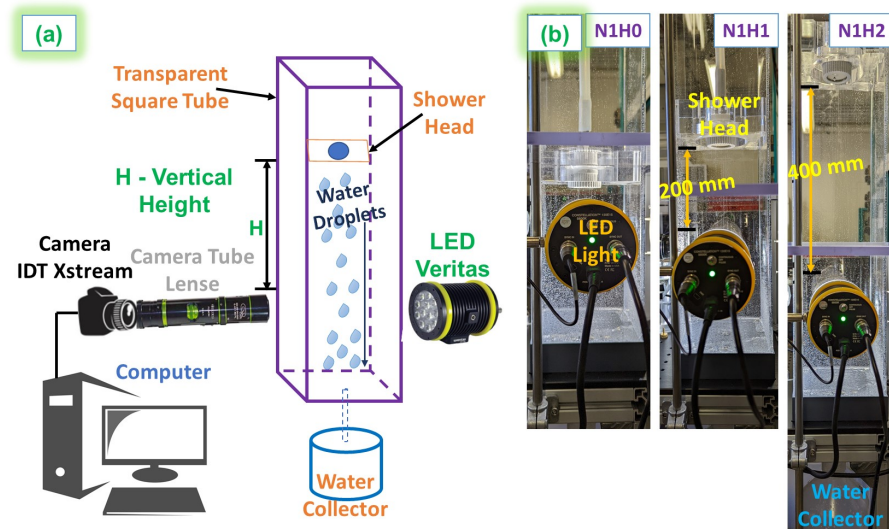 (a)
Transparent
Square Tube
Shower
Head
H - Vertical
Height
H
Water
Droplets
Camera
IDT Xstream
Camera Tube
Lense
LED
Veritas
Computer
Water
Collector
(b)
N1H0
N1H1
N1H2
Shower
Head
200 mm
400 mm
LED
Light
Water
Collector